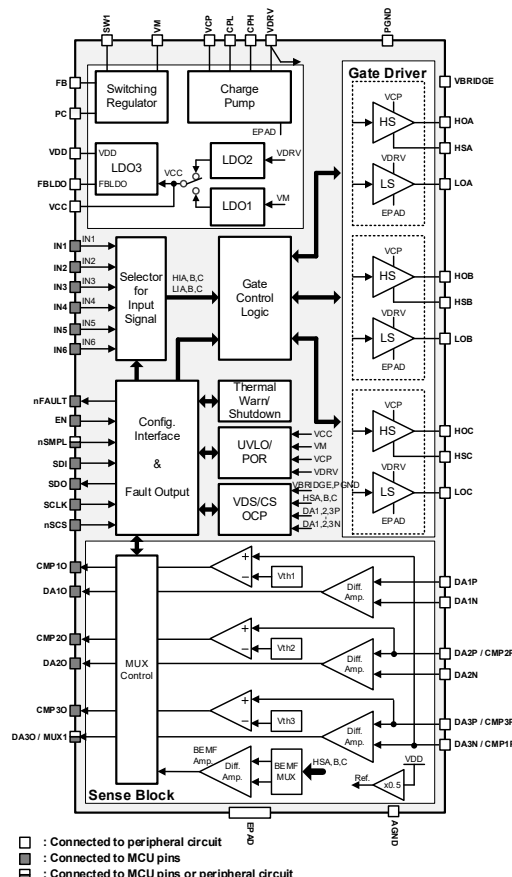 SW1
VM
VCP
CPL
CPH
VDRV
PGND
FB
PC
Switching
Regulator
Charge
Pump
EPAD
Gate Driver
VBRIDGE
VDD
FBLDO
VCC
VDD
LDO3
FBLDO
VCC
LDO2
VDRV
LDO1
VM
VCP
HS
HOA
HSA
VDRV
LS
LOA
EPAD
IN1
IN2
IN3
IN4
IN5
IN6
IN1
IN2
IN3
IN4
IN5
IN6
Selector
for
Input
Signal
HIA,B,C
LIA,B,C
Gate
Control
Logic
VCP
HS
HOB
HSB
VDRV
LS
LOB
EPAD
nFAULT
EN
nSMPL
SDI
SDO
SCLK
nSCS
Config.
Interface
&
Fault Output
Thermal
Warn/
Shutdown
UVLO/
POR
VCC
VM
VCP
VDRV
VDS/CS
OCP
VBRIDGE,PGND
HSA,B,C
DA1,2,3P
DA1,2,3N
VCP
HS
HOC
HSC
VDRV
LS
LOC
EPAD
CMP1O
DA1O
CMP2O
DA2O
CMP3O
DA3O / MUX1
MUX
Control
+
−
Vth1
Diff.
Amp.
DA1P
DA1N
+
−
Vth2
Diff.
Amp.
DA2P / CMP2P
DA2N
+
−
Vth3
Diff.
Amp.
DA3P / CMP3P
DA3N / CMP1P
BEMF
Amp.
Diff.
Amp.
BEMF
MUX
HSA,B,C
VDD
Ref.
x0.5
Sense Block
EPAD
AGND
: Connected to peripheral circuit
: Connected to MCU pins
: Connected to MCU pins or peripheral circuit